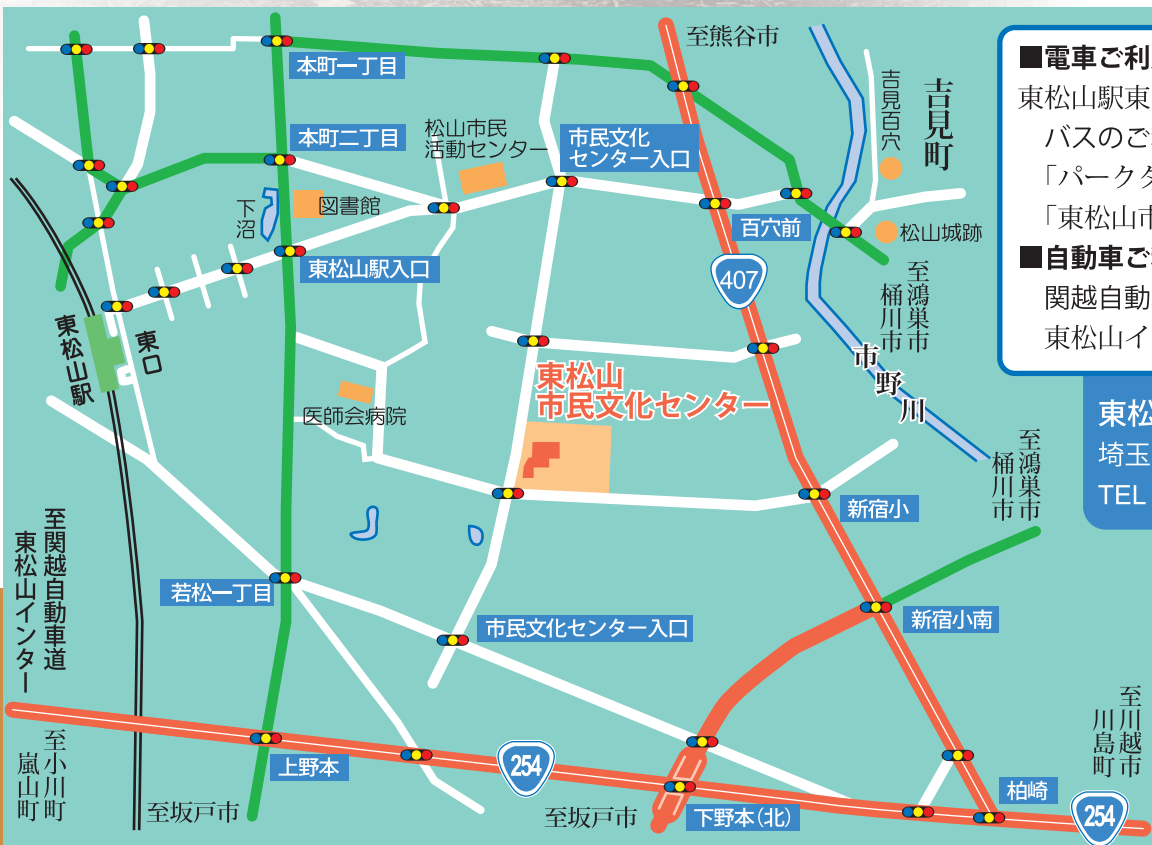 至熊谷市
本町一丁目
吉見百穴
吉見町
本町二丁目
松山市民
活動センター
市民文化
センター入口
下沼
図書館
百穴前
松山城跡
東松山駅入口
407
至鴻巣市
桶川市
東松山駅
東口
市野川
東松山
市民文化センター
医師会病院
至鴻巣市
桶川市
新宿小
至関越自動車道
東松山インター
若松一丁目
市民文化センター入口
新宿小南
至小川町
嵐山町
上野本
254
至川越市
川島町
柏崎
至坂戸市
至坂戸市
下野本(北)
254
■電車ご利
東松山駅東
バスのご
「パークタ
「東松山市
■自動車ご
関越自動
東松山イ
東松
埼玉
TEL